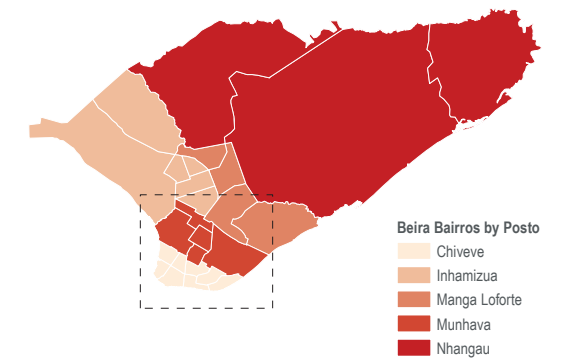 Beira Bairros by Posto
Chiveve
Inhamizua
Manga Loforte
Munhava
Nhangau